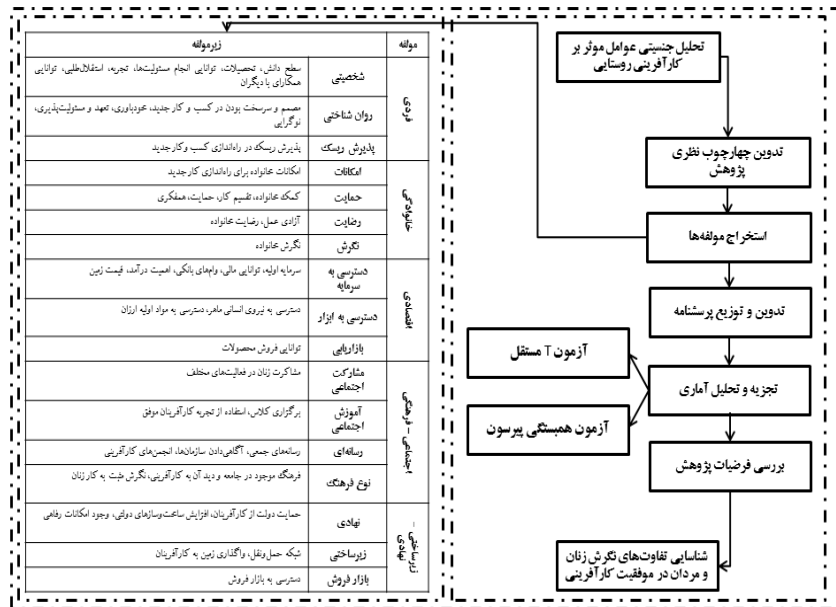 تحلیل جنسیتی عوامل موثر بر
کارآفرینی روستایی
تدوین چهارچوب نظری
پژوهش
استخراج مولفه‌ها
تدوین و توزیع پرسشنامه
تجزیه و تحلیل آماری
آزمون T مستقل
آزمون همبستگی پیرسون
بررسی فرضیات پژوهش
شناسایی تفاوت‌های نگرش زنان
و مردان در موفقیت کارآفرینی
مولفه
زیرمولفه
فردی
شخصیتی
سطح دانش، تحصیلات، توانایی انجام مسئولیت‌ها، تجربه، استقلال‌طلبی، توانایی
همکاری با دیگران
روان شناختی
مصمم و سرسخت بودن در کسب و کار جدید، خودباوری، تعهد و مسئولیت‌پذیری،
نوگرایی
پذیرش ریسک
پذیرش ریسک در راه‌اندازی کسب وکار جدید
خانوادگی
امکانات
امکانات خانواده برای راه‌اندازی کار جدید
حمایت
کمک خانواده، تقسیم کار، حمایت، همفکری
رضایت
آزادی عمل، رضایت خانواده
نگرش
نگرش خانواده
اقتصادی
دسترسی به
سرمایه
سرمایه اولیه، توانایی مالی، وام‌های بانکی، اهمیت درآمد، قیمت زمین
دسترسی به ابزار
دسترسی به نیروی انسانی ماهر، دسترسی به مواد اولیه ارزان
بازاریابی
توانایی فروش محصولات
اجتماعی - فرهنگی
مشارکت
اجتماعی
مشاکرت زنان در فعالیت‌های مختلف
آموزش
اجتماعی
برگزاری کلاس، استفاده از تجربه کارآفرینان موفق
رسانه‌ای
رسانه‌های جمعی، آگاهی‌دادن سازمان‌ها، انجمن‌های کارآفرینی
نوع فرهنگ
فرهنگ موجود در جامعه و دید آن به کارآفرینی، نگرش مثبت به کار زنان
زیرساختی -
نهادی
نهادی
حمایت دولت از کارآفرینان، افزایش ساخت‌وسازهای دولتی، وجود امکانات رفاهی
زیرساختی
شبکه حمل‌ونقل، واگذاری زمین به کارآفرینان
بازار فروش
دسترسی به بازار فروش